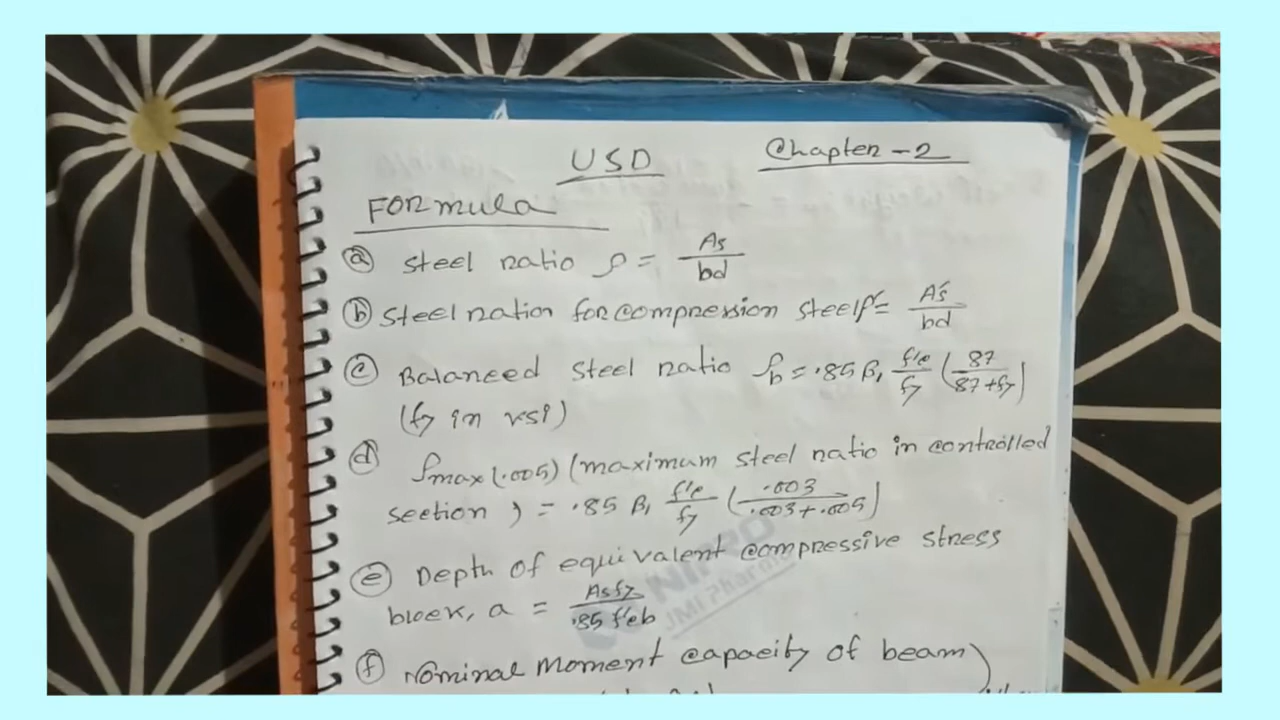 USD Chapter-2
Formula
(a) steel ratio ρ = As/bd
(b) steel ration for compression steel ρ' = A's/bd
(c) Balanced steel ratio ρb = .85 β1 f'c/fy (87/87+fy)
(fy in ksi)
(d) ρmax (.005) (maximum steel ratio in controlled
section ) = .85 β1 f'c/fy (.003/.003+.005)
(e) Depth of equivalent compressive stress
block, a = Asfy/.85 f'cb
(f) Nominal Moment capacity of beam)